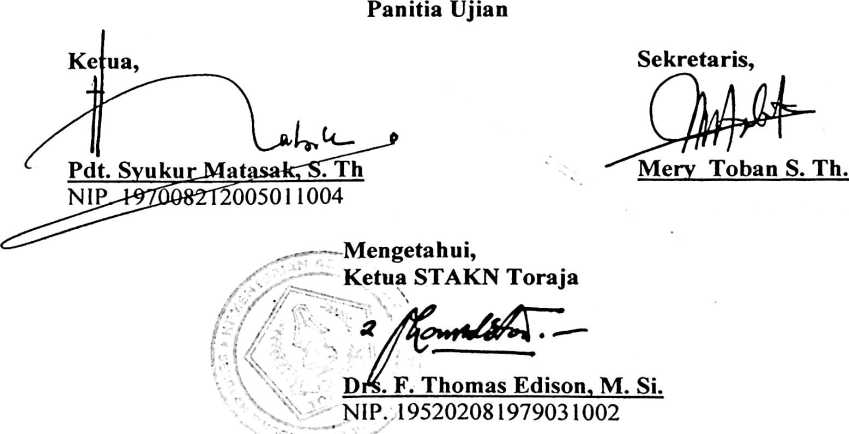 Panitia Ujian
Ketua,
Sekretaris,
Pdt. Syukur Matasak, S. Th
Mery Toban S. Th.
NIP. 197008212005011004
Mengetahui,
Ketua STAKN Toraja
Drs. F. Thomas Edison, M. Si.
NIP. 195202081979031002